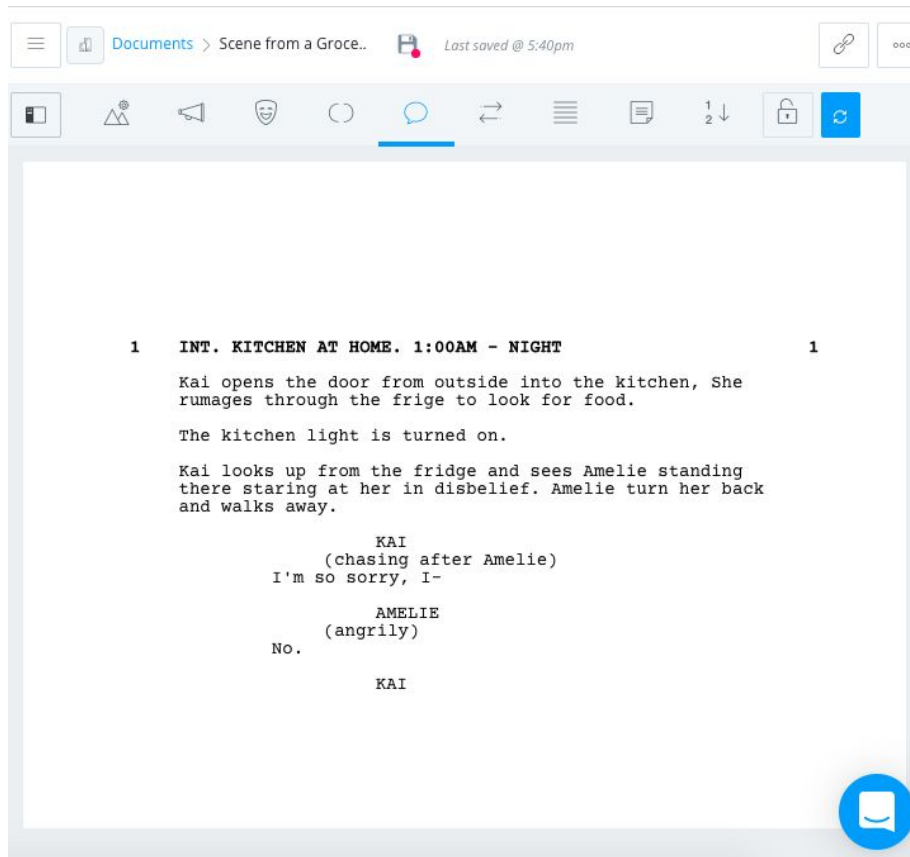 Documents > Scene from a Groce.. Last saved @ 5:40pm
1 2
1 INT. KITCHEN AT HOME. 1:00AM - NIGHT 1
Kai opens the door from outside into the kitchen, She
rumages through the frige to look for food.
The kitchen light is turned on.
Kai looks up from the fridge and sees Amelie standing
there staring at her in disbelief. Amelie turn her back
and walks away.
KAI
(chasing after Amelie)
I'm so sorry, I-
AMELIE
(angrily)
No.
KAI